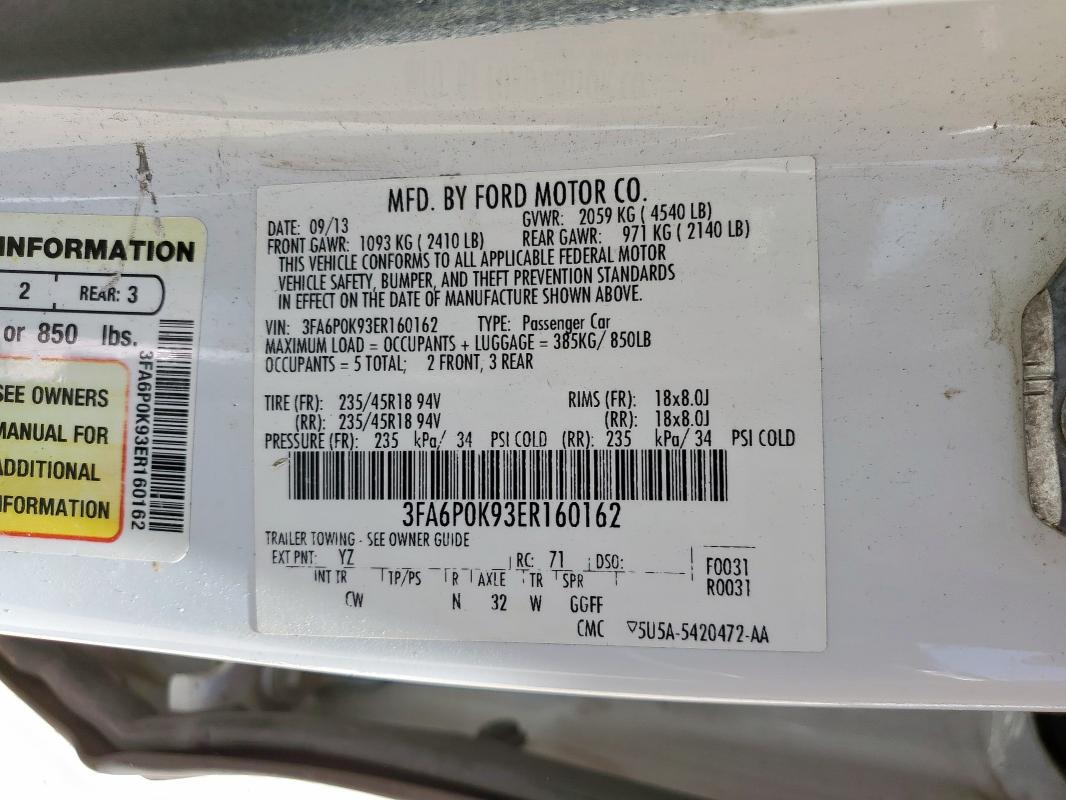 INFORMATION
2 REAR: 3
or 850 lbs.
SEE OWNERS
MANUAL FOR
ADDITIONAL
INFORMATION
3FA6P0K93ER160162
MFD. BY FORD MOTOR CO.
DATE: 09/13 GVWR: 2059 KG ( 4540 LB)
FRONT GAWR: 1093 KG ( 2410 LB) REAR GAWR: 971 KG ( 2140 LB)
THIS VEHICLE CONFORMS TO ALL APPLICABLE FEDERAL MOTOR
VEHICLE SAFETY, BUMPER, AND THEFT PREVENTION STANDARDS
IN EFFECT ON THE DATE OF MANUFACTURE SHOWN ABOVE.
VIN: 3FA6P0K93ER160162 TYPE: Passenger Car
MAXIMUM LOAD = OCCUPANTS + LUGGAGE = 385KG/ 850LB
OCCUPANTS = 5 TOTAL; 2 FRONT, 3 REAR
TIRE (FR): 235/45R18 94V RIMS (FR): 18x8.0J
(RR): 235/45R18 94V (RR): 18x8.0J
PRESSURE (FR): 235 kPa/ 34 PSI COLD (RR): 235 kPa/ 34 PSI COLD
3FA6P0K93ER160162
TRAILER TOWING - SEE OWNER GUIDE
EXT PNT: YZ RC: 71 DSO: F0031
INT TR TP/PS R AXLE TR SPR R0031
CW N 32 W GGFF
CMC ▽5U5A-5420472-AA